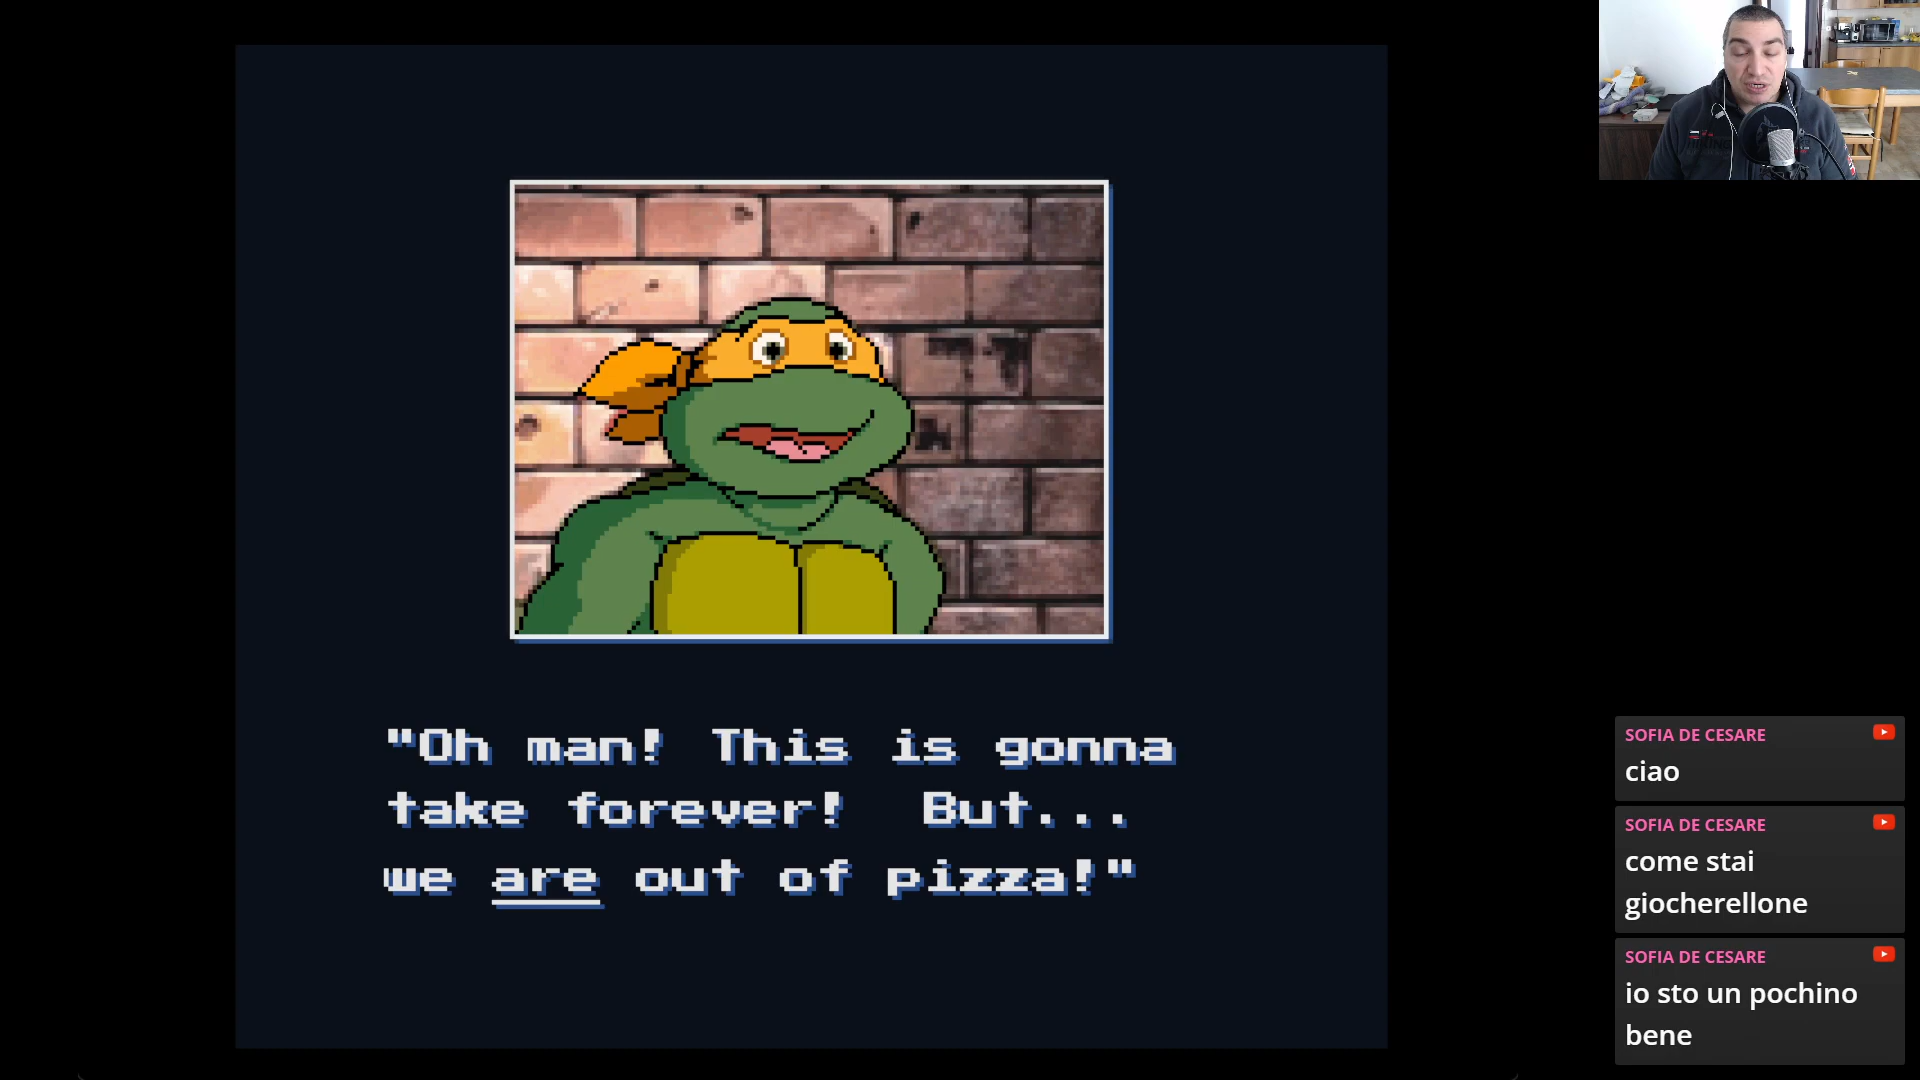 "Oh man! This is gonna
take forever! But...
we are out of pizza!"
SOFIA DE CESARE
ciao
SOFIA DE CESARE
come stai
giocherellone
SOFIA DE CESARE
io sto un pochino
bene